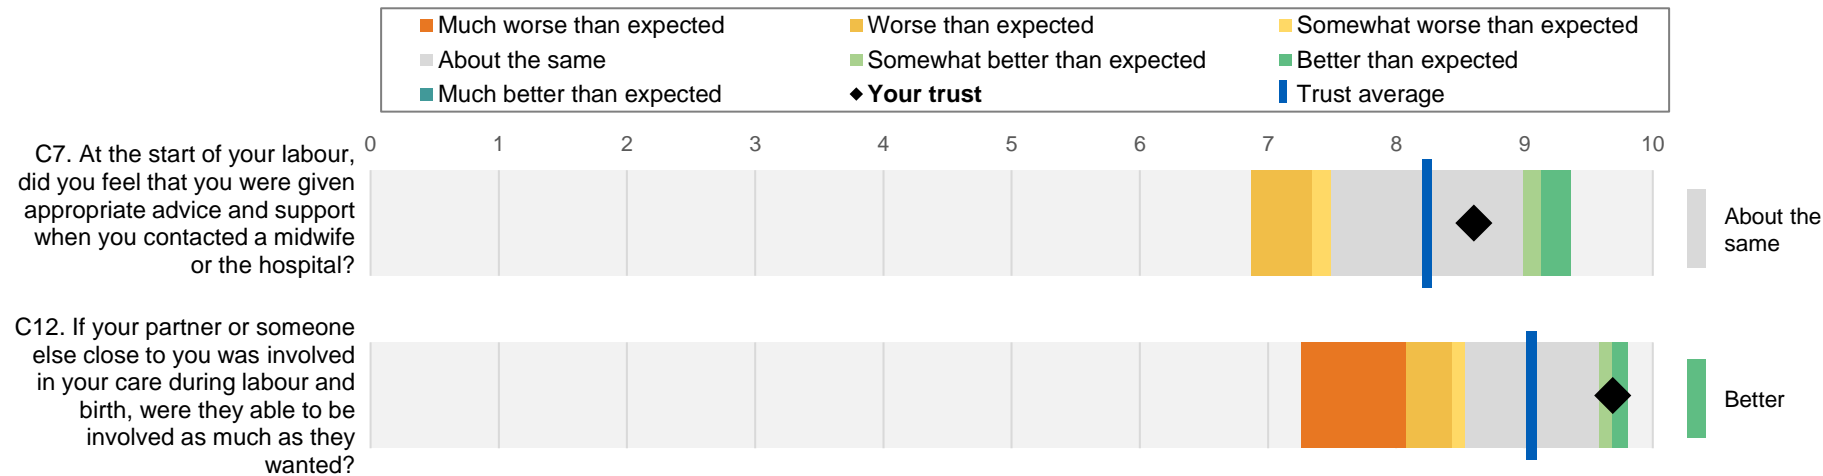 Much worse than expected
Worse than expected
Somewhat worse than expected
About the same
Somewhat better than expected
Better than expected
Much better than expected
Your trust
Trust average
0 1 2 3 4 5 6 7 8 9 10
C7. At the start of your labour,
did you feel that you were given
appropriate advice and support
when you contacted a midwife
or the hospital?
About the
same
C12. If your partner or someone
else close to you was involved
in your care during labour and
birth, were they able to be
involved as much as they
wanted?
Better